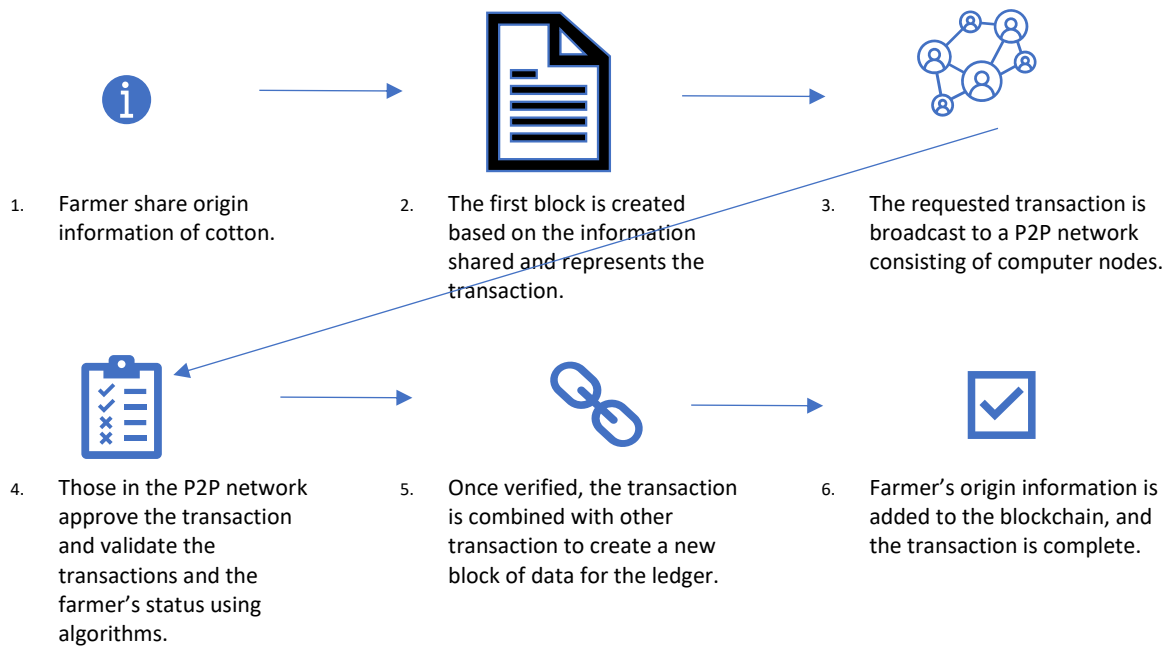 1. Farmer share origin
information of cotton.
2. The first block is created
based on the information
shared and represents the
transaction.
3. The requested transaction is
broadcast to a P2P network
consisting of computer nodes.
4. Those in the P2P network
approve the transaction
and validate the
transactions and the
farmer’s status using
algorithms.
5. Once verified, the transaction
is combined with other
transaction to create a new
block of data for the ledger.
6. Farmer’s origin information is
added to the blockchain, and
the transaction is complete.